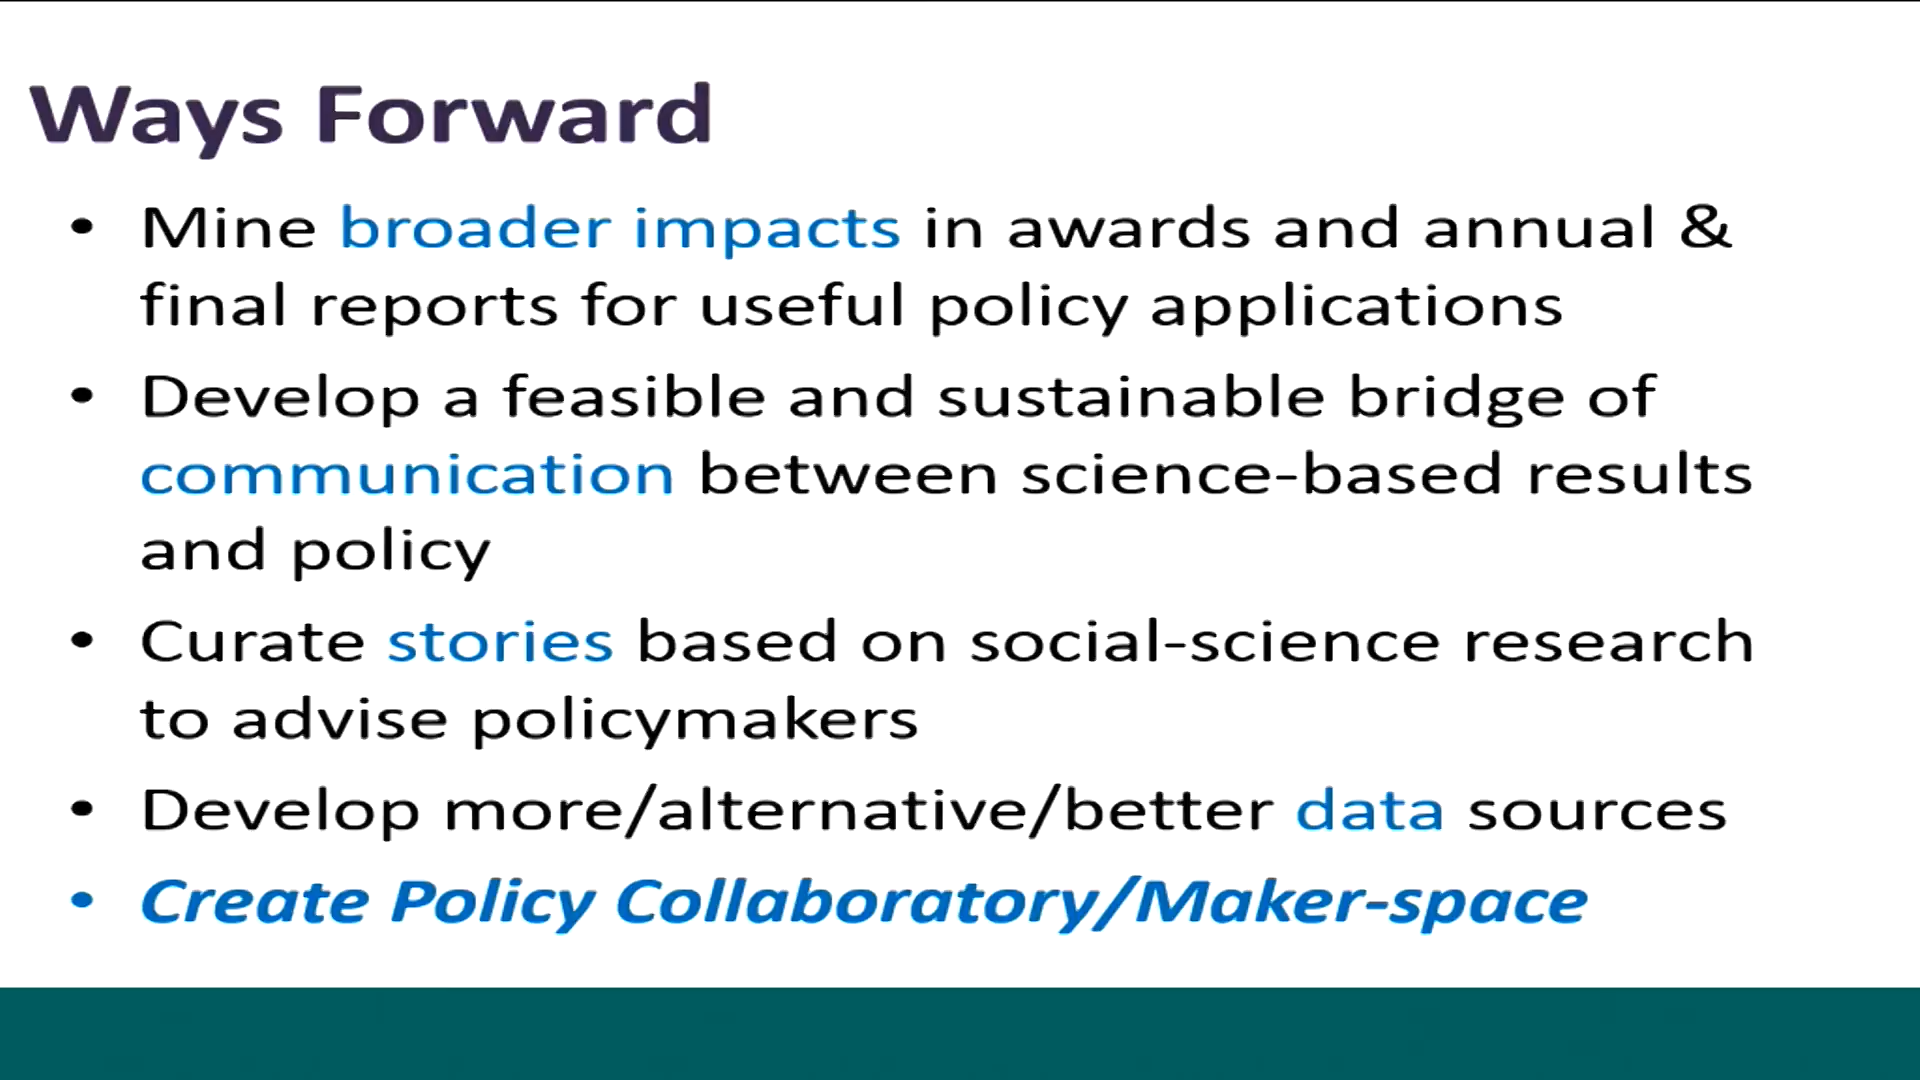 Ways Forward
• Mine broader impacts in awards and annual &
final reports for useful policy applications
• Develop a feasible and sustainable bridge of
communication between science-based results
and policy
• Curate stories based on social-science research
to advise policymakers
• Develop more/alternative/better data sources
• Create Policy Collaboratory/Maker-space